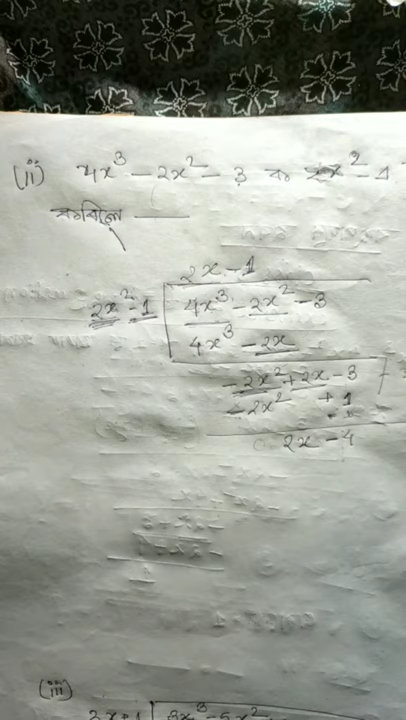 (ii) 4x³ - 2x² - 3 ক 2x² - 1
কৰিলে ——
2x - 1
2x² - 1 4x³ - 2x² - 3
4x³ - 2x
- 2x² + 2x - 3
- 2x² + 1
2x - 4
(iii)